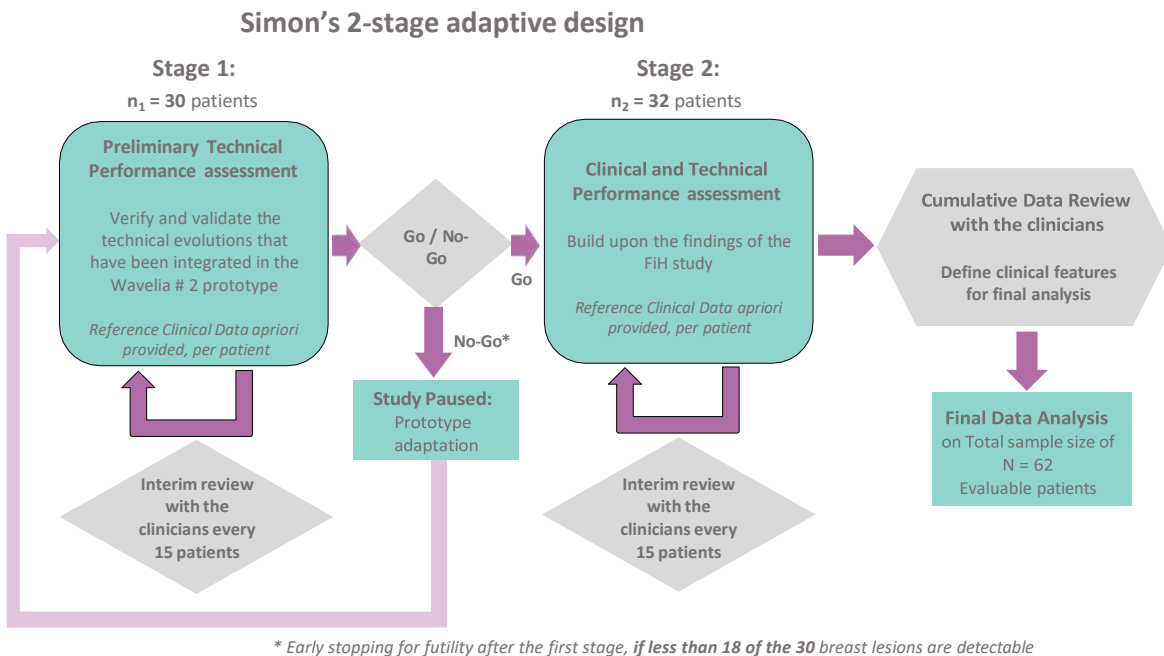 Simon's 2-stage adaptive design
Stage 1:
n₁ = 30 patients
Preliminary Technical
Performance assessment
Verify and validate the
technical evolutions that
have been integrated in the
Wavelia # 2 prototype
Reference Clinical Data apriori
provided, per patient
Interim review
with the
clinicians every
15 patients
Go / No-
Go
Go
No-Go*
Study Paused:
Prototype
adaptation
Stage 2:
n₂ = 32 patients
Clinical and Technical
Performance assessment
Build upon the findings of the
FiH study
Reference Clinical Data apriori
provided, per patient
Interim review
with the
clinicians every
15 patients
Cumulative Data Review
with the clinicians
Define clinical features
for final analysis
Final Data Analysis
on Total sample size of
N = 62
Evaluable patients
* Early stopping for futility after the first stage, if less than 18 of the 30 breast lesions are detectable